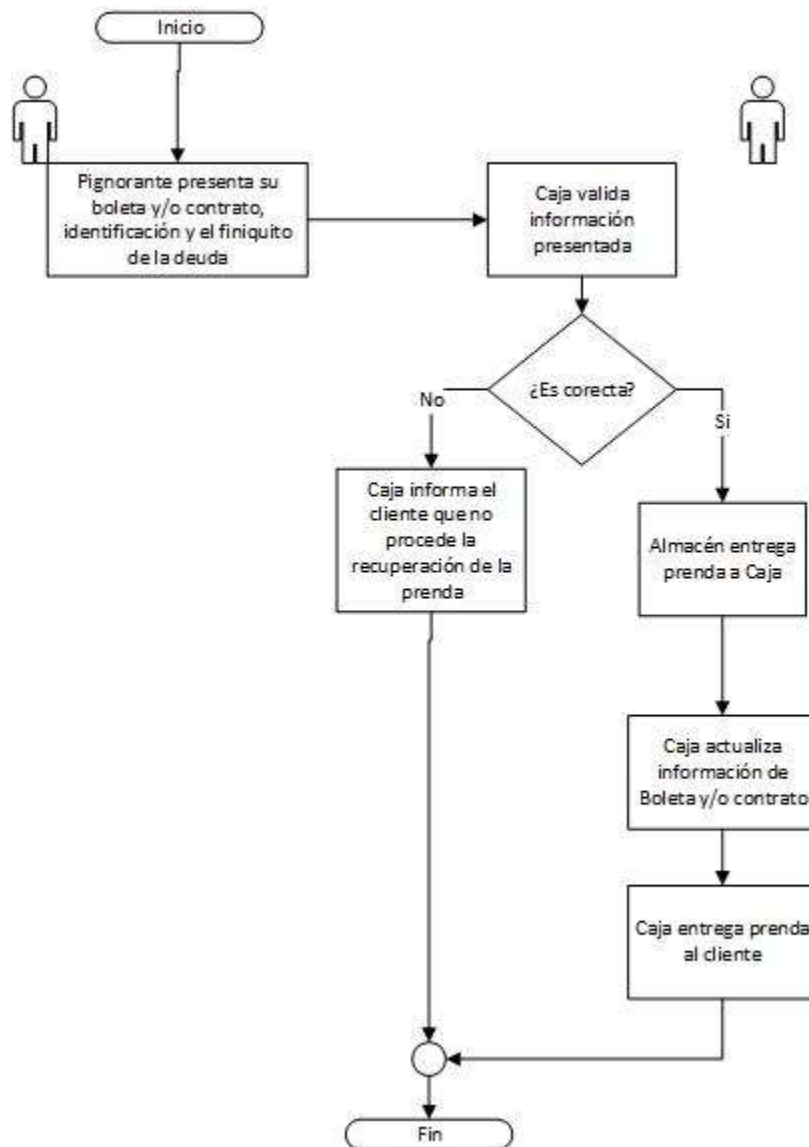 Inicio
Pignorante presenta su
boleta y/o contrato,
identificación y el finiquito
de la deuda
Caja valida
información
presentada
¿Es corecta?
No
Si
Caja informa el
cliente que no
procede la
recuperación de la
prenda
Almacén entrega
prenda a Caja
Caja actualiza
información de
Boleta y/o contrato
Caja entrega prenda
al cliente
Fin